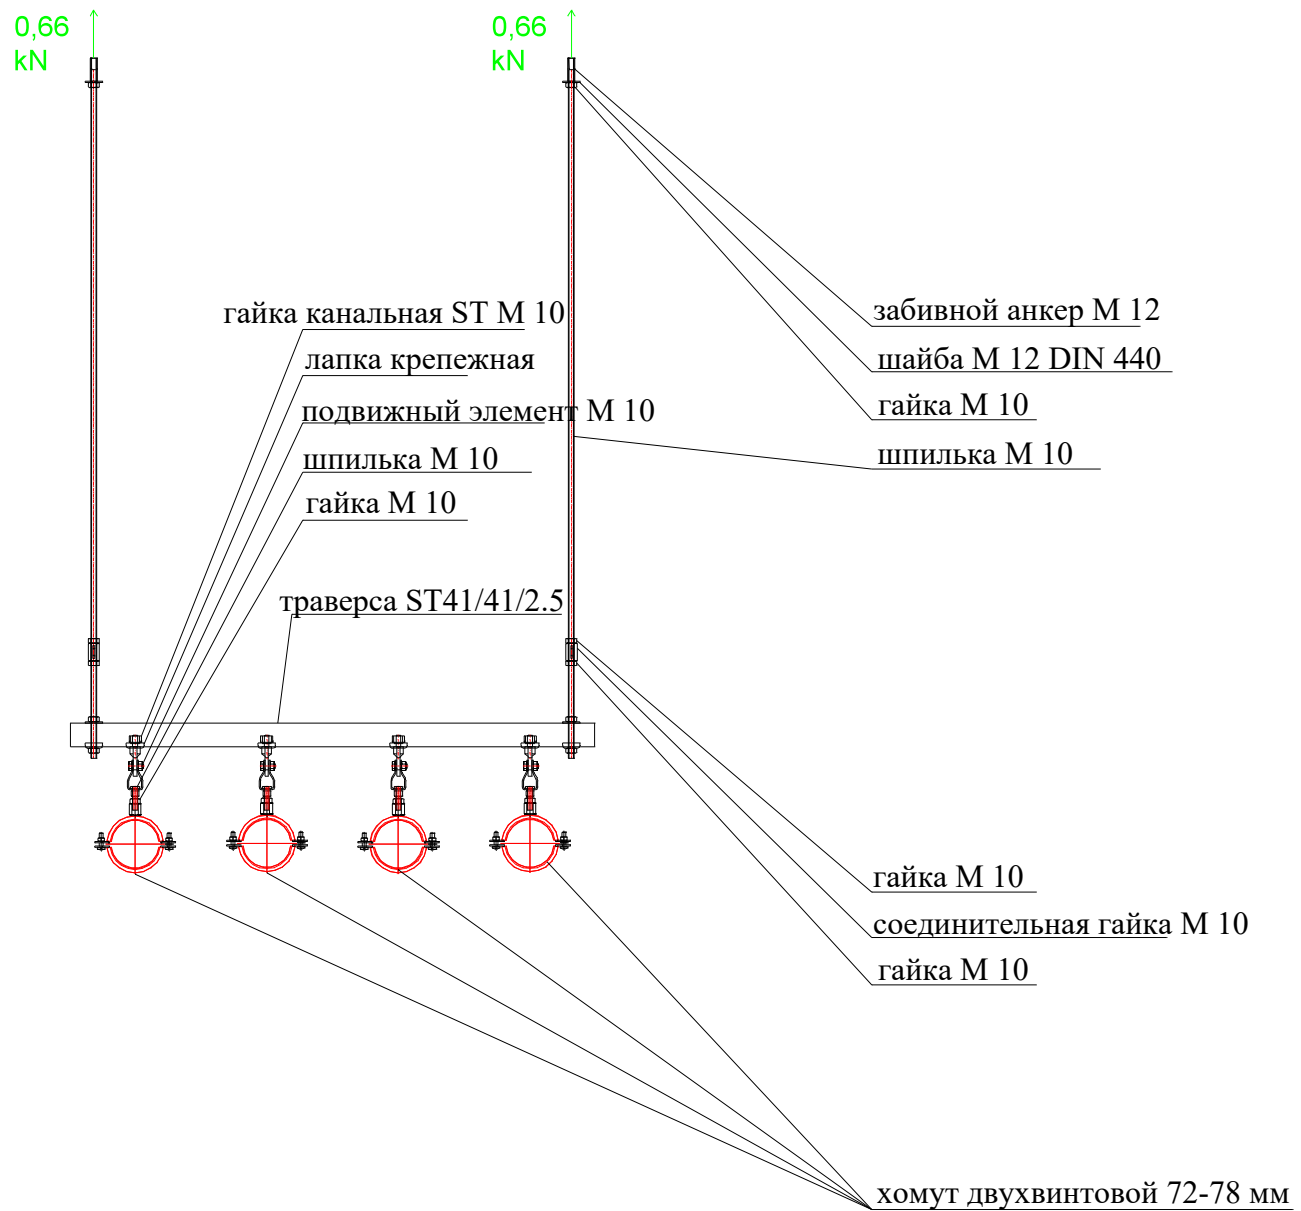 0,66
kN
0,66
kN
гайка канальная ST М 10
лапка крепежная
подвижный элемент М 10
шпилька М 10
гайка М 10
траверса ST41/41/2.5
забивной анкер М 12
шайба М 12 DIN 440
гайка М 10
шпилька М 10
гайка М 10
соединительная гайка М 10
гайка М 10
хомут двухвинтовой 72-78 мм